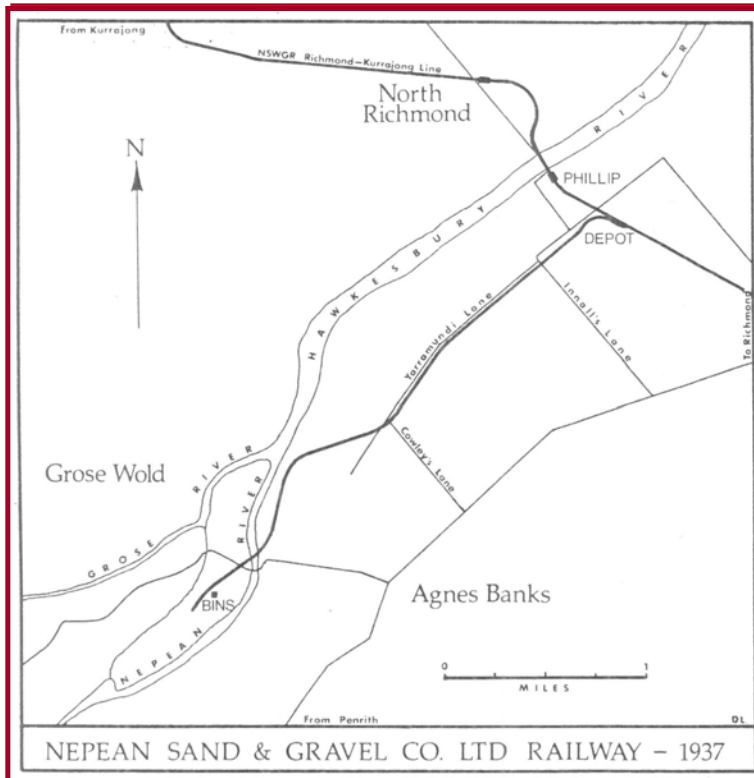 From Kurrajong
NSWGR Richmond-Kurrajong Line
North
Richmond
N
HAWKESBURY RIVER
PHILLIP
DEPOT
Yarramundi Lane
Innall's Lane
To Richmond
Cowley's Lane
Grose Wold
GROSE RIVER
NEPEAN RIVER
BINS
Agnes Banks
0 1
MILES
From Penrith
DL
NEPEAN SAND & GRAVEL CO. LTD RAILWAY - 1937